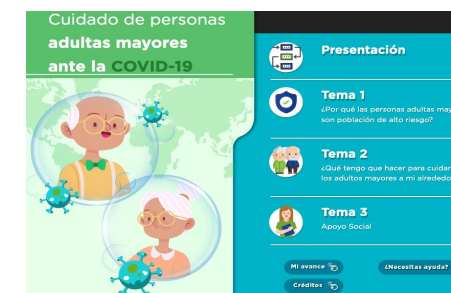 Cuidado de personas
adultas mayores
ante la COVID-19
Presentación
Tema 1
¿Por qué las personas adultas may
son población de alto riesgo?
Tema 2
¿Qué tengo que hacer para cuidar
los adultos mayores a mi alrededo
Tema 3
Apoyo Social
Mi avance
¿Necesitas ayuda?
Créditos